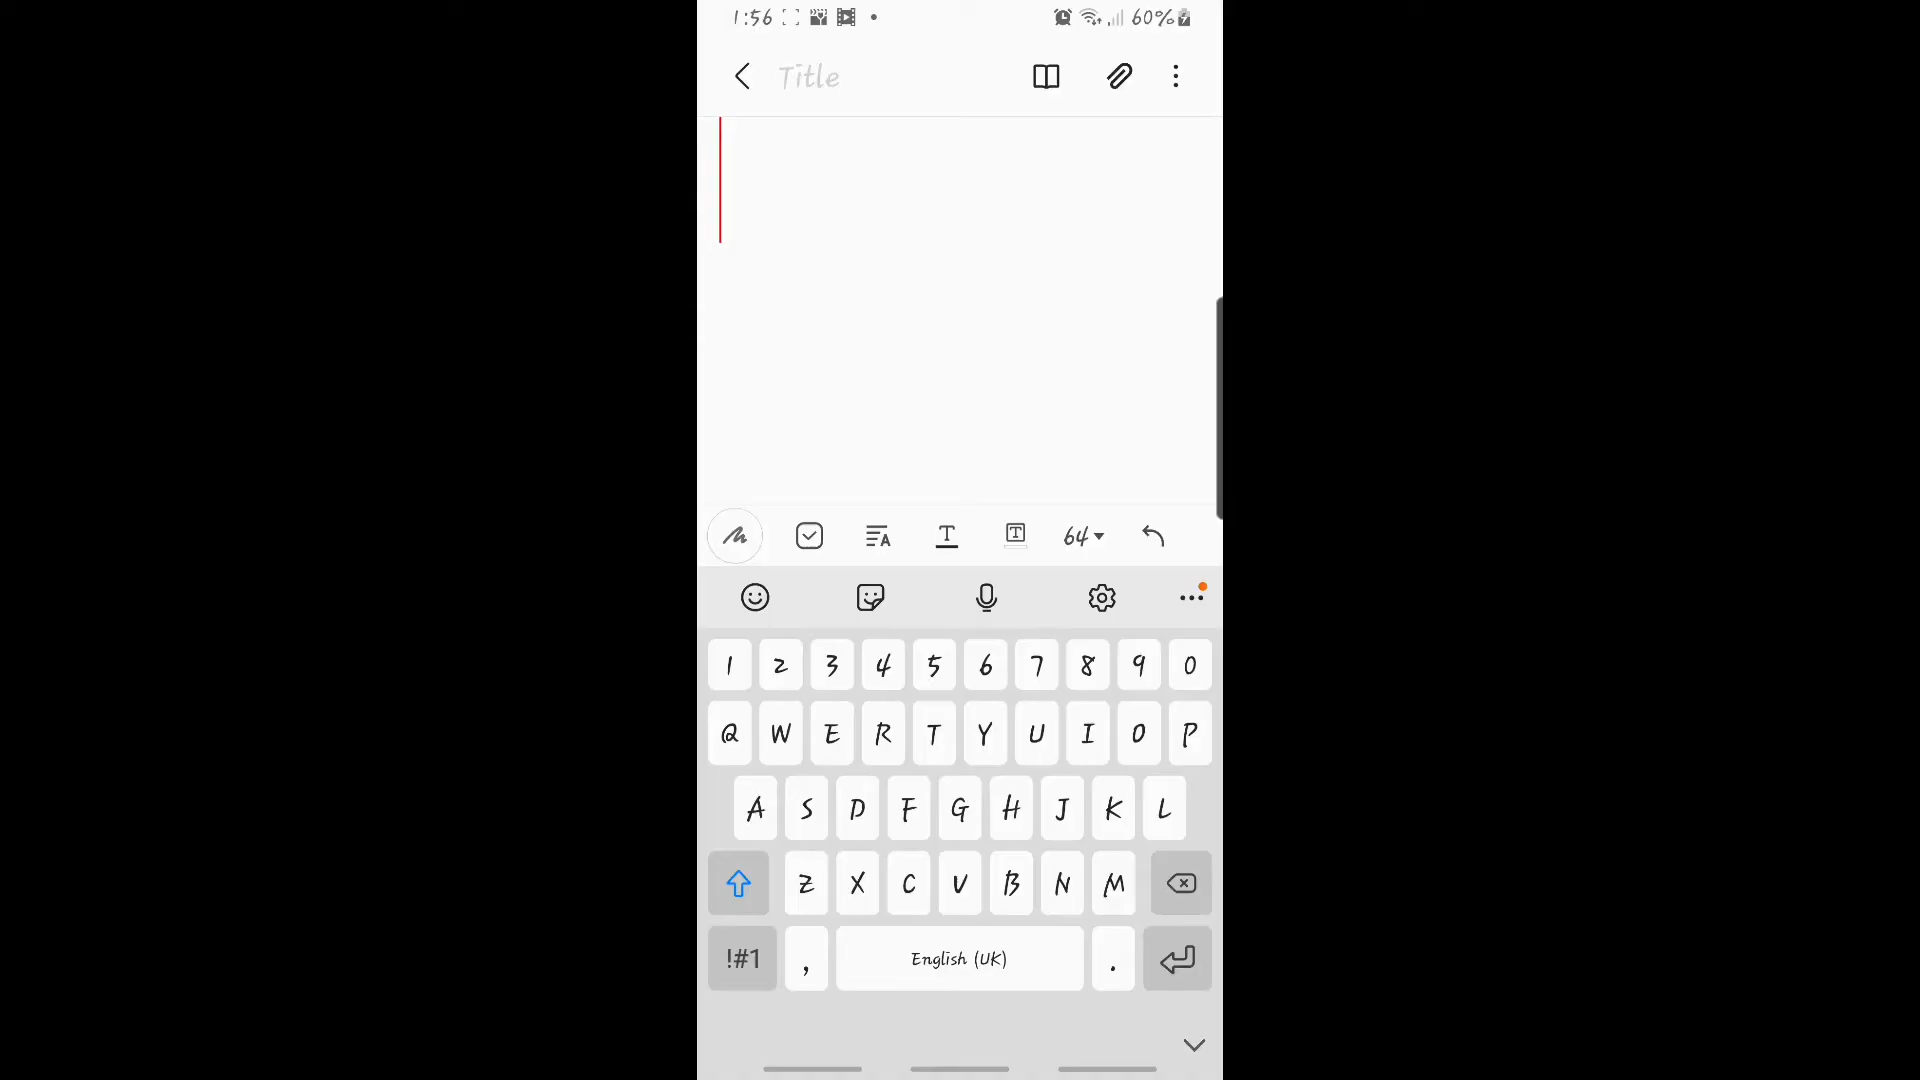 1:56 60%
Title
64
1 2 3 4 5 6 7 8 9 0
Q W E R T Y U I O P
A S D F G H J K L
Z X C V B N M
!#1 , English (UK) .